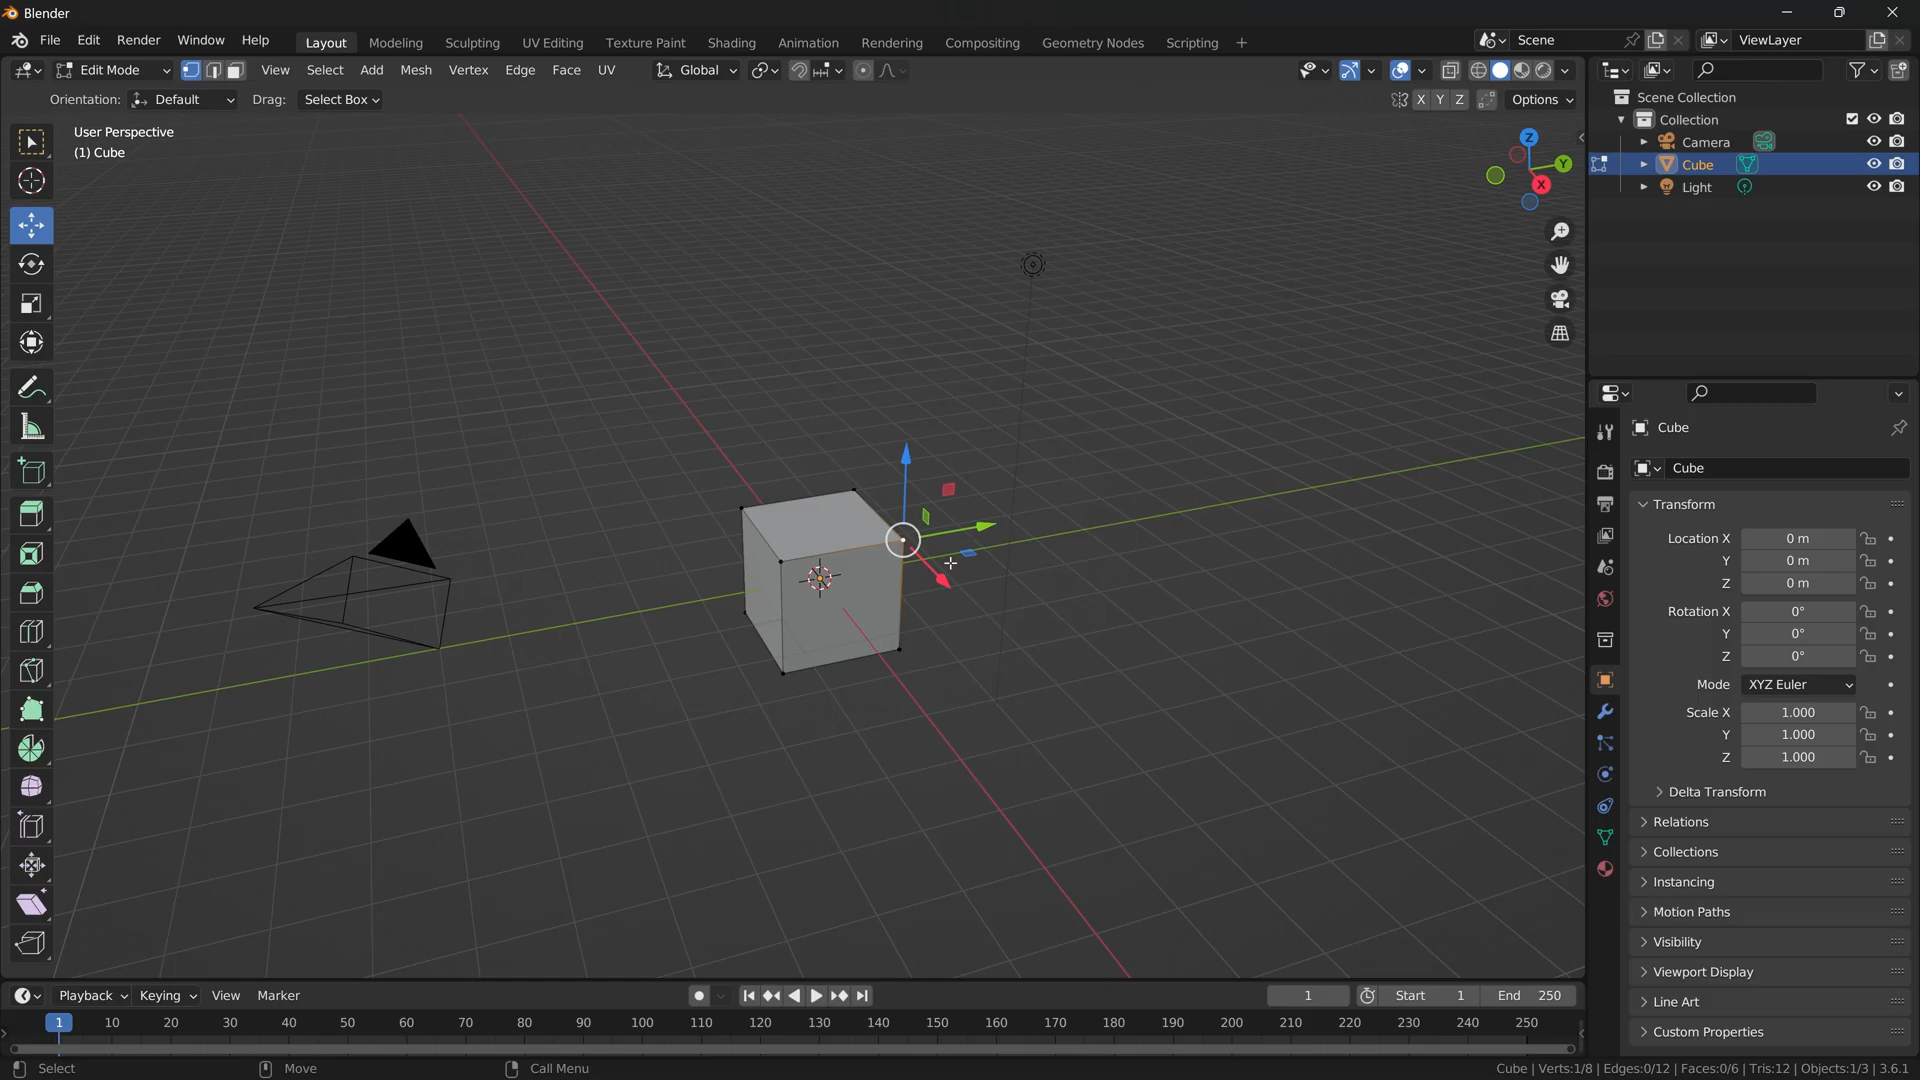 Blender
File Edit Render Window Help Layout Modeling Sculpting UV Editing Texture Paint Shading Animation Rendering Compositing Geometry Nodes Scripting + Scene ViewLayer
Edit Mode View Select Add Mesh Vertex Edge Face UV Global
Orientation: Default Drag: Select Box X Y Z Options
User Perspective
(1) Cube
Z
Y
X
Scene Collection
Collection
Camera
Cube
Light
Cube
Cube
Transform
Location X 0 m
Y 0 m
Z 0 m
Rotation X 0°
Y 0°
Z 0°
Mode XYZ Euler
Scale X 1.000
Y 1.000
Z 1.000
Delta Transform
Relations
Collections
Instancing
Motion Paths
Visibility
Viewport Display
Line Art
Custom Properties
Playback Keying View Marker 1 Start 1 End 250
1 10 20 30 40 50 60 70 80 90 100 110 120 130 140 150 160 170 180 190 200 210 220 230 240 250
Select Move Call Menu Cube | Verts:1/8 | Edges:0/12 | Faces:0/6 | Tris:12 | Objects:1/3 | 3.6.1